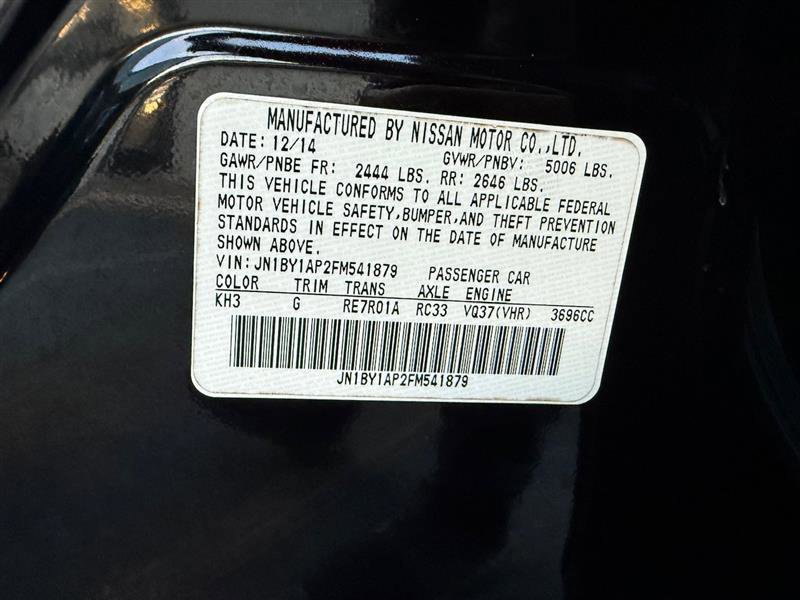 MANUFACTURED BY NISSAN MOTOR CO.,LTD.
DATE: 12/14 GVWR/PNBV: 5006 LBS.
GAWR/PNBE FR: 2444 LBS. RR: 2646 LBS.
THIS VEHICLE CONFORMS TO ALL APPLICABLE FEDERAL
MOTOR VEHICLE SAFETY,BUMPER,AND THEFT PREVENTION
STANDARDS IN EFFECT ON THE DATE OF MANUFACTURE
SHOWN ABOVE.
VIN:JN1BY1AP2FM541879 PASSENGER CAR
COLOR TRIM TRANS AXLE ENGINE
KH3 G RE7R01A RC33 VQ37(VHR) 3696CC
JN1BY1AP2FM541879